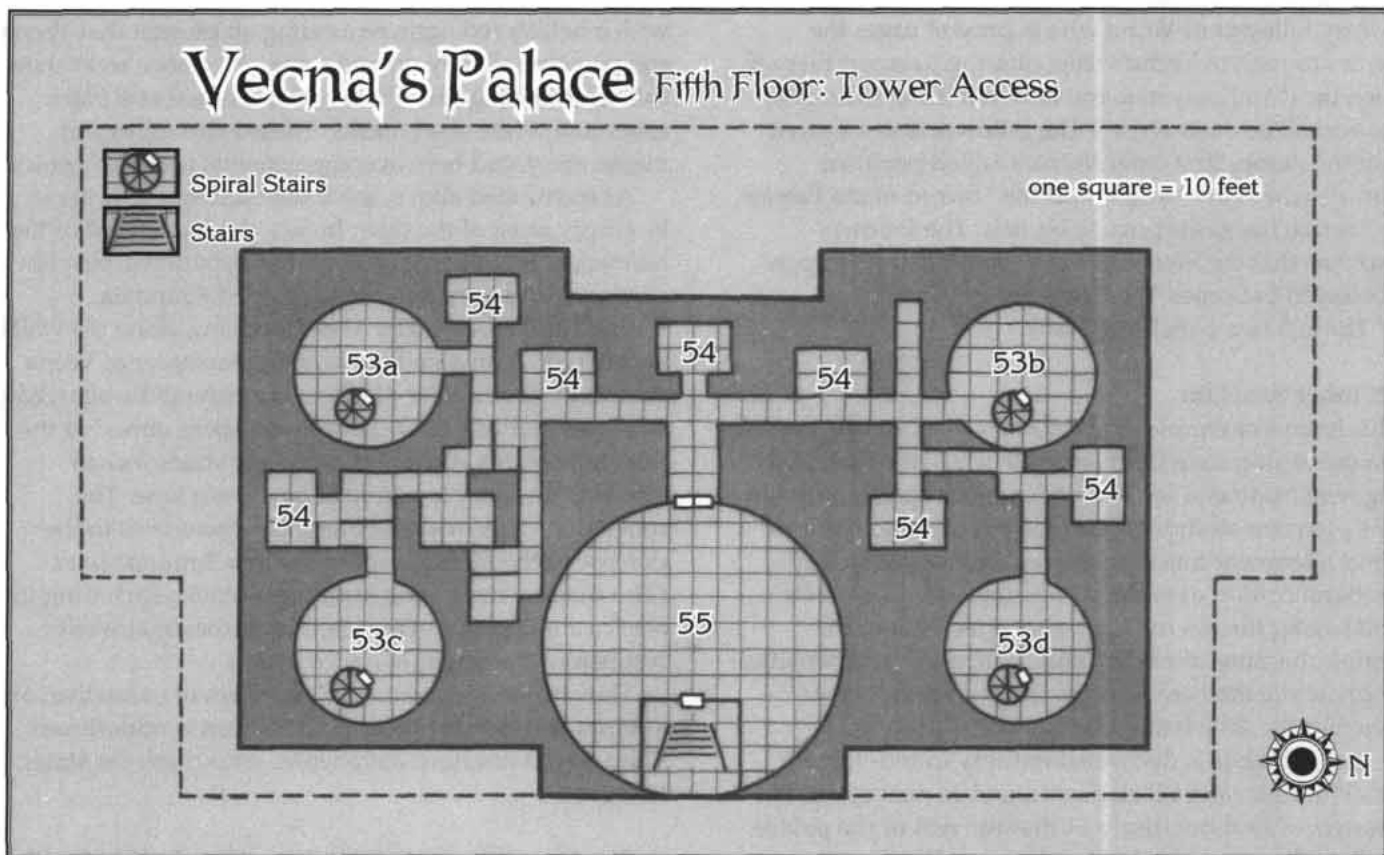 Vecna's Palace Fifth Floor: Tower Access
Spiral Stairs
one square = 10 feet
Stairs
54
53a
54
54
54
53b
54
54
54
53c
55
53d
N